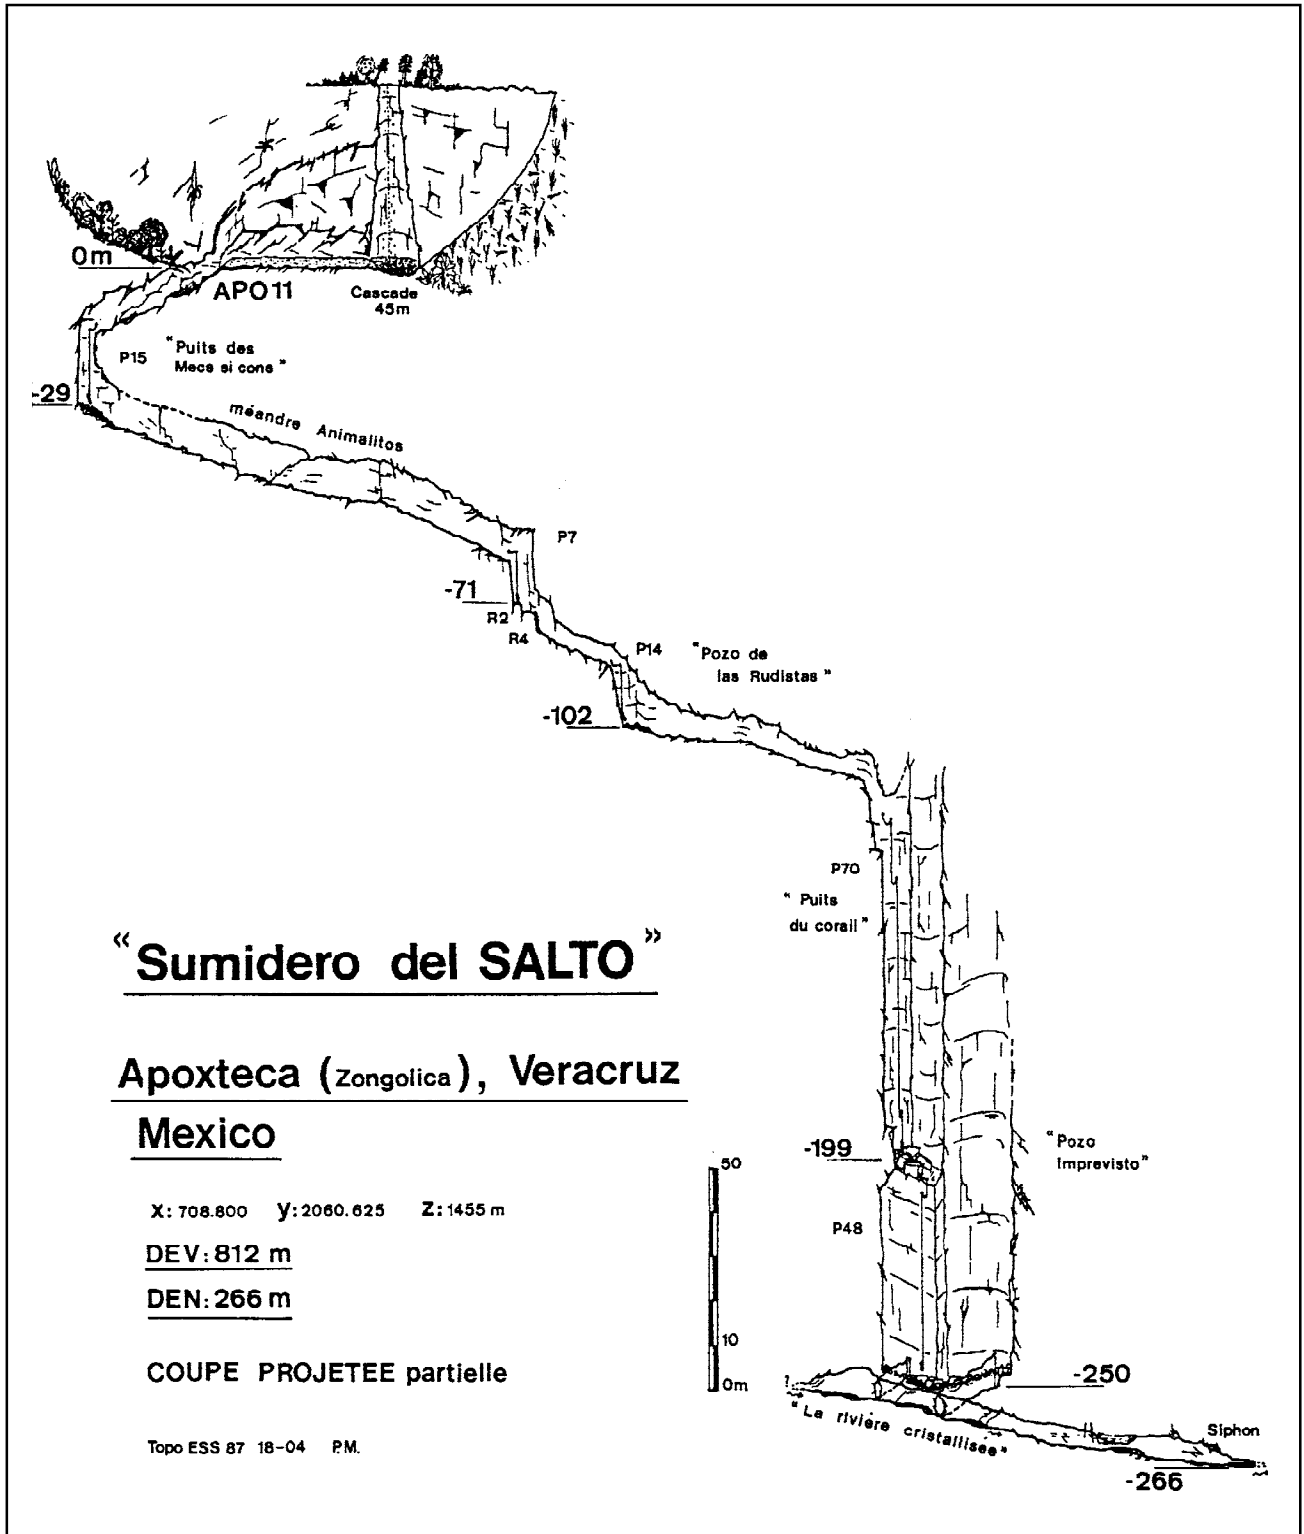 0m
APO11
Cascade
45m
P15
"Puits des
Mecs si cons"
-29
méandre Animalitos
P7
-71
R2
R4
P14
"Pozo de
las Rudistas"
-102
P70
"Puits
du corail"
"Sumidero del SALTO"
Apoxteca (Zongolica), Veracruz
Mexico
-199
50
"Pozo
Imprevisto"
X: 708.800 y: 2060.625 Z: 1455 m
P48
DEV: 812 m
DEN: 266 m
10
COUPE PROJETEE partielle
0m
-250
"La rivière cristallisée"
Siphon
Topo ESS 87 18-04 P.M.
-266